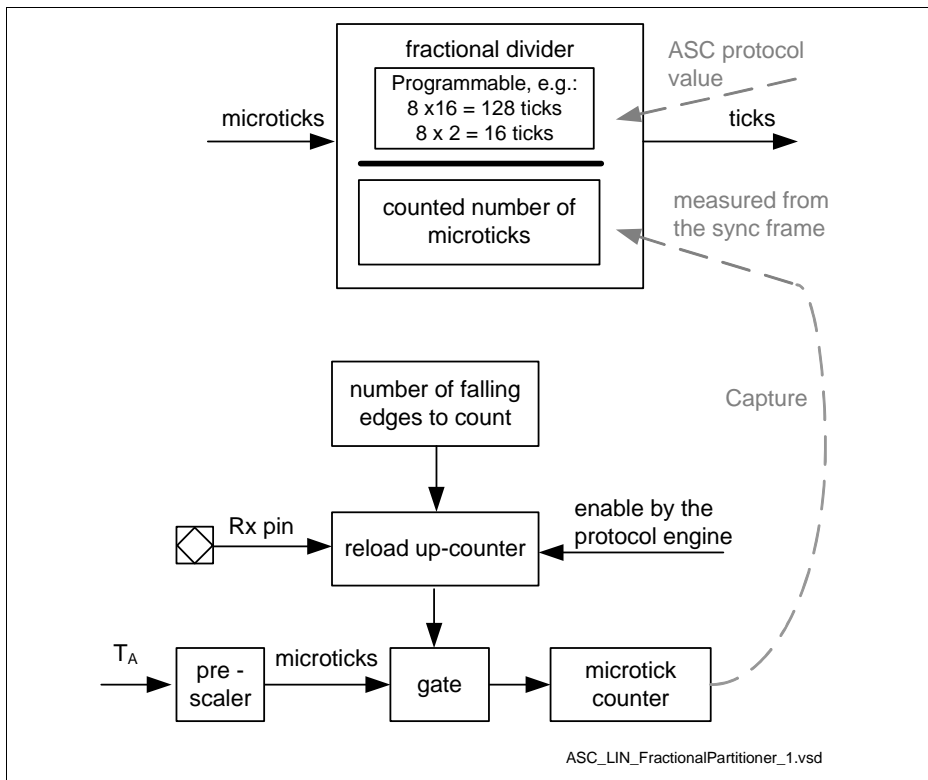 fractional divider
Programmable, e.g.:
8 x16 = 128 ticks
8 x 2 = 16 ticks
ASC protocol
value
microticks
ticks
counted number of
microticks
measured from
the sync frame
number of falling
edges to count
Capture
Rx pin
reload up-counter
enable by the
protocol engine
TA
pre -
scaler
microticks
gate
microtick
counter
ASC_LIN_FractionalPartitioner_1.vsd